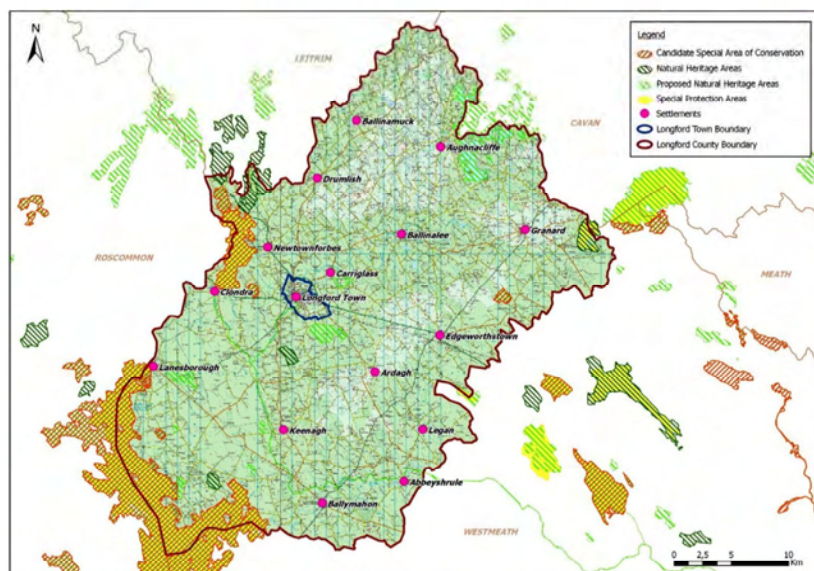 N
LEITRIM
Legend
Candidate Special Area of Conservation
Natural Heritage Areas
Proposed Natural Heritage Areas
Special Protection Areas
Settlements
Longford Town Boundary
Longford County Boundary
CAVAN
Ballinamuck
Aughnacliffe
Drumlish
Granard
Ballinalee
Newtownforbes
ROSCOMMON
Carriglass
MEATH
Clondra
Longford Town
Edgeworthstown
Lanesborough
Ardagh
Keenagh
Legan
Abbeyshrule
Ballymahon
WESTMEATH
0 2,5 5 10
Km